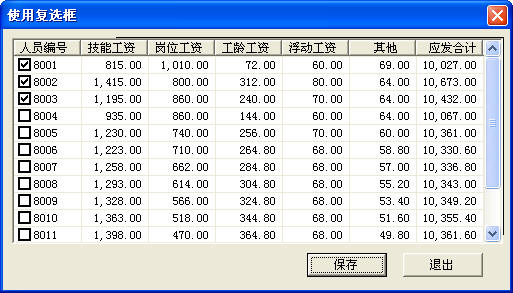 使用复选框
人员编号 技能工资 岗位工资 工龄工资 浮动工资 其他 应发合计
8001 815.00 1,010.00 72.00 60.00 69.00 10,027.00
8002 1,415.00 800.00 312.00 80.00 64.00 10,673.00
8003 1,195.00 860.00 240.00 70.00 64.00 10,432.00
8004 935.00 860.00 144.00 60.00 64.00 10,067.00
8005 1,230.00 740.00 256.00 70.00 64.00 10,361.00
8006 1,223.00 710.00 264.80 68.00 58.80 10,330.60
8007 1,258.00 662.00 284.80 68.00 57.00 10,336.80
8008 1,293.00 614.00 304.80 68.00 55.20 10,343.00
8009 1,328.00 566.00 324.80 68.00 53.40 10,349.20
8010 1,363.00 518.00 344.80 68.00 51.60 10,355.40
8011 1,398.00 470.00 364.80 68.00 49.80 10,361.60
保存 退出